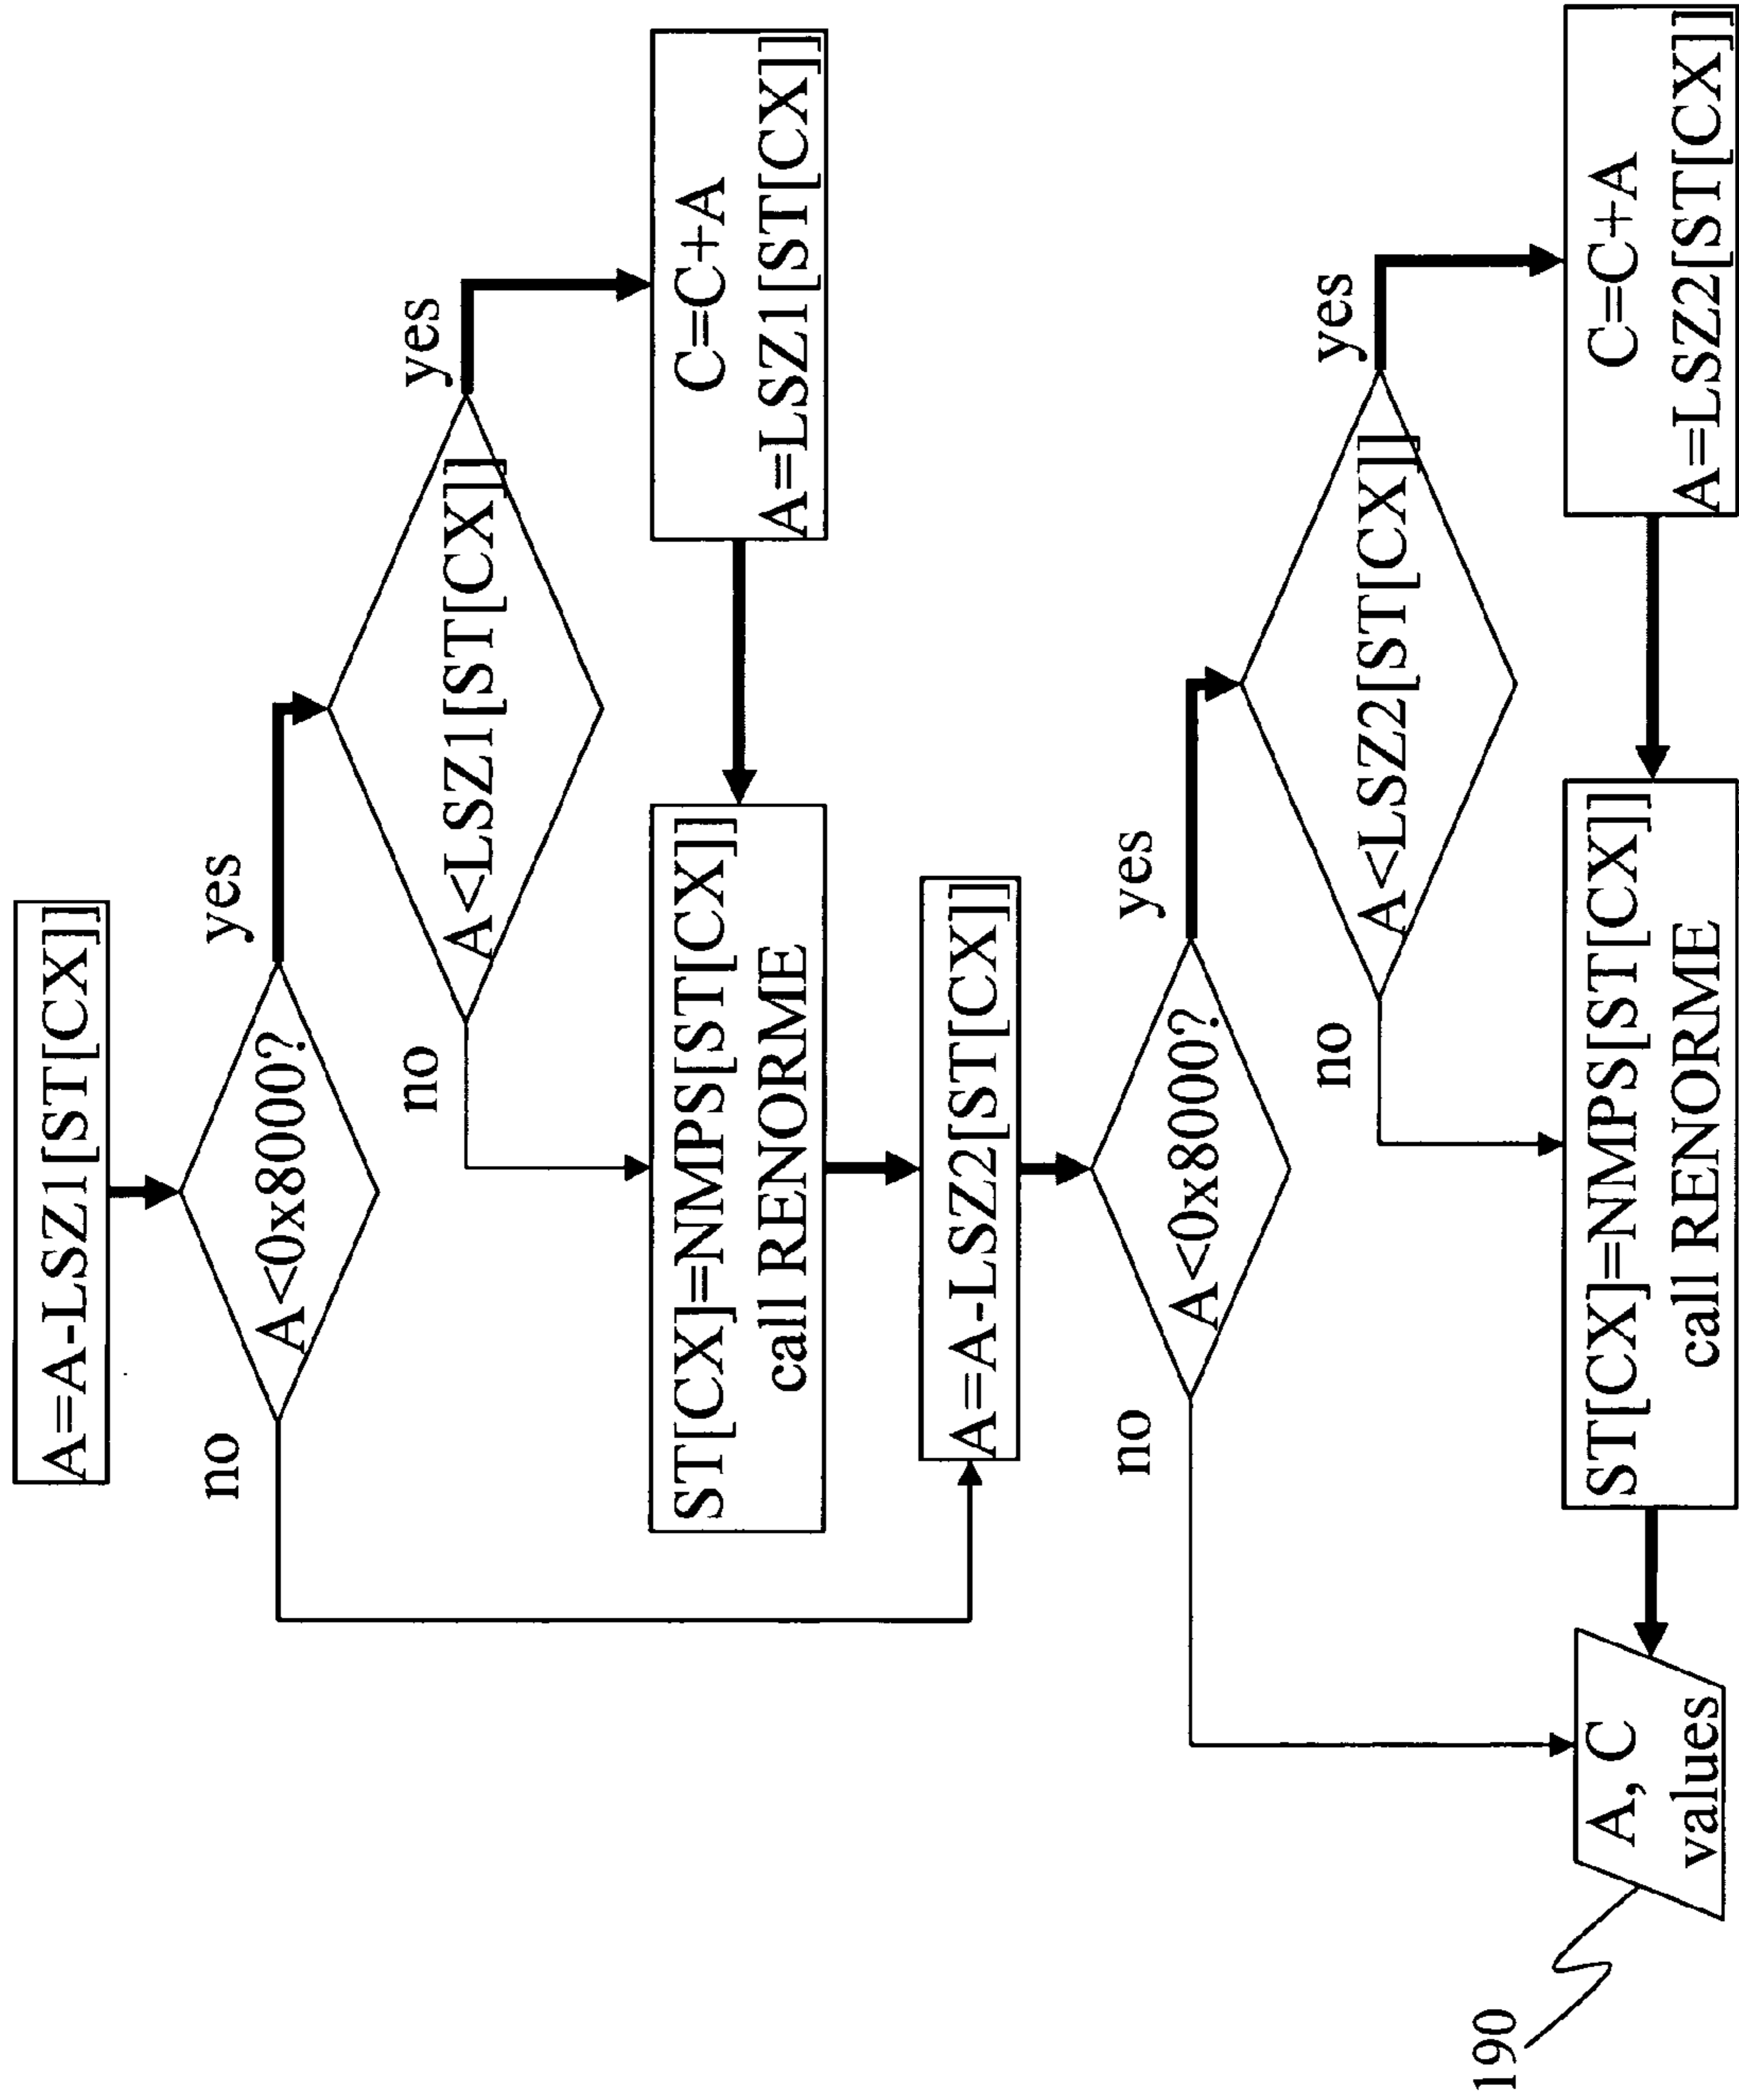 A=A-LSZ1[ST[CX]]
A<0x8000?
yes
no
A<LSZ1[ST[CX]]
yes
no
C=C+A
A=LSZ1[ST[CX]]
ST[CX]=NMPS[ST[CX]]
call RENORME
A=A-LSZ2[ST[CX]]
A<0x8000?
yes
no
A<LSZ2[ST[CX]]
yes
no
C=C+A
A=LSZ2[ST[CX]]
ST[CX]=NMPS[ST[CX]]
call RENORME
A, C
values
190